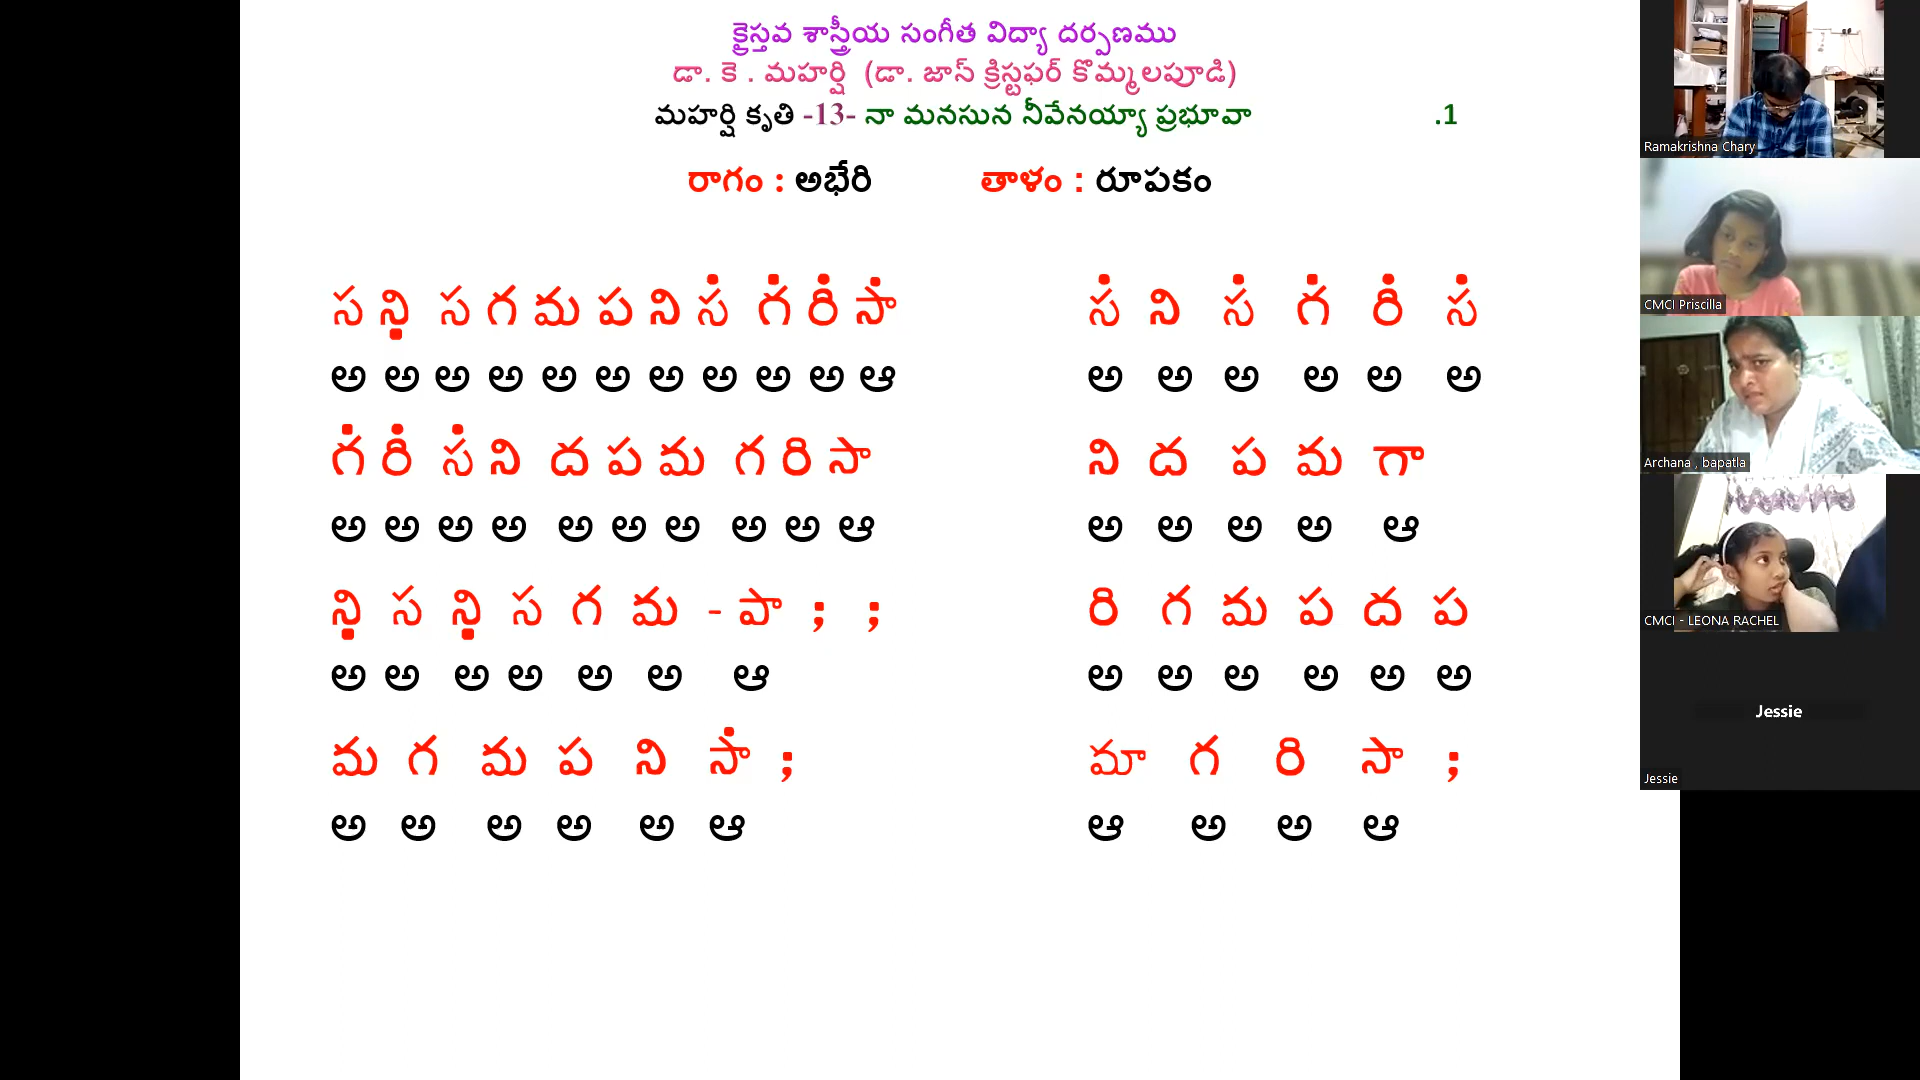 క్రైస్తవ శాస్త్రీయ సంగీత విద్యా దర్పణము
డా. కె . మహర్షి (డా. జాస్ క్రిస్టఫర్ కొమ్మలపూడి)
మహర్షి కృతి -13- నా మనసున నీవేనయ్యా ప్రభూవా .1
రాగం : అభేరి తాళం : రూపకం
స ని̣ స గ మ ప ని స̇ గ̇ రి̇ సా̇ స̇ ని స̇ గ̇ రి̇ స̇
అ అ అ అ అ అ అ అ అ అ ఆ అ అ అ అ అ అ
గ̇ రి̇ స̇ ని ద ప మ గ రి సా ని ద ప మ గా
అ అ అ అ అ అ అ అ అ ఆ అ అ అ అ ఆ
ని̣ స ని̣ స గ మ - పా ; ; రి గ మ ప ద ప
అ అ అ అ అ అ ఆ అ అ అ అ అ అ
మ గ మ ప ని సా̇ ; మా గ రి సా ;
అ అ అ అ అ ఆ ఆ అ అ ఆ
Ramakrishna Chary
CMCI Priscilla
Archana , bapatla
CMCI - LEONA RACHEL
Jessie
Jessie